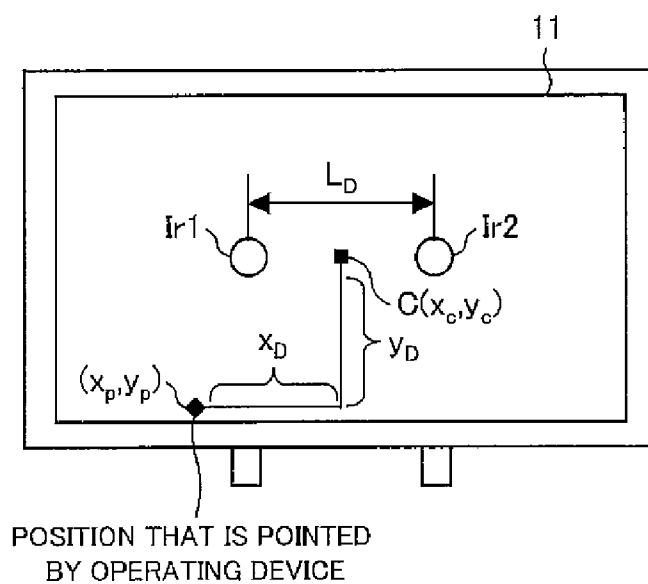 11
L_D
Ir1
Ir2
C(x_c,y_c)
x_D
y_D
(x_p,y_p)
POSITION THAT IS POINTED
BY OPERATING DEVICE